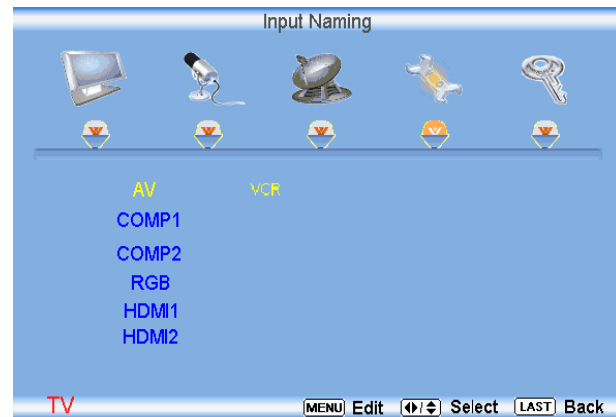 Input Naming
AV VCR
COMP1
COMP2
RGB
HDMI1
HDMI2
TV MENU Edit Select LAST Back